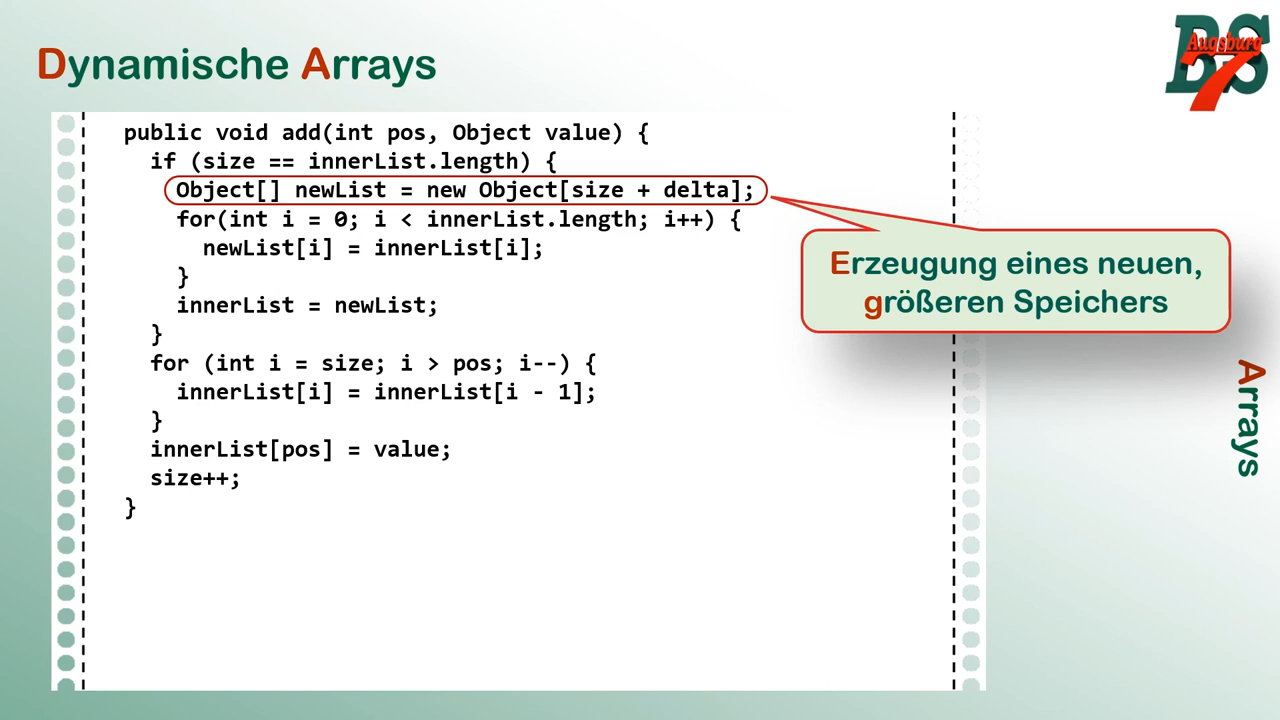 Dynamische Arrays
BS
Augsburg
7
public void add(int pos, Object value) {
  if (size == innerList.length) {
    Object[] newList = new Object[size + delta];
    for(int i = 0; i < innerList.length; i++) {
      newList[i] = innerList[i];
    }
    innerList = newList;
  }
  for (int i = size; i > pos; i--) {
    innerList[i] = innerList[i - 1];
  }
  innerList[pos] = value;
  size++;
}
Erzeugung eines neuen,
größeren Speichers
Arrays